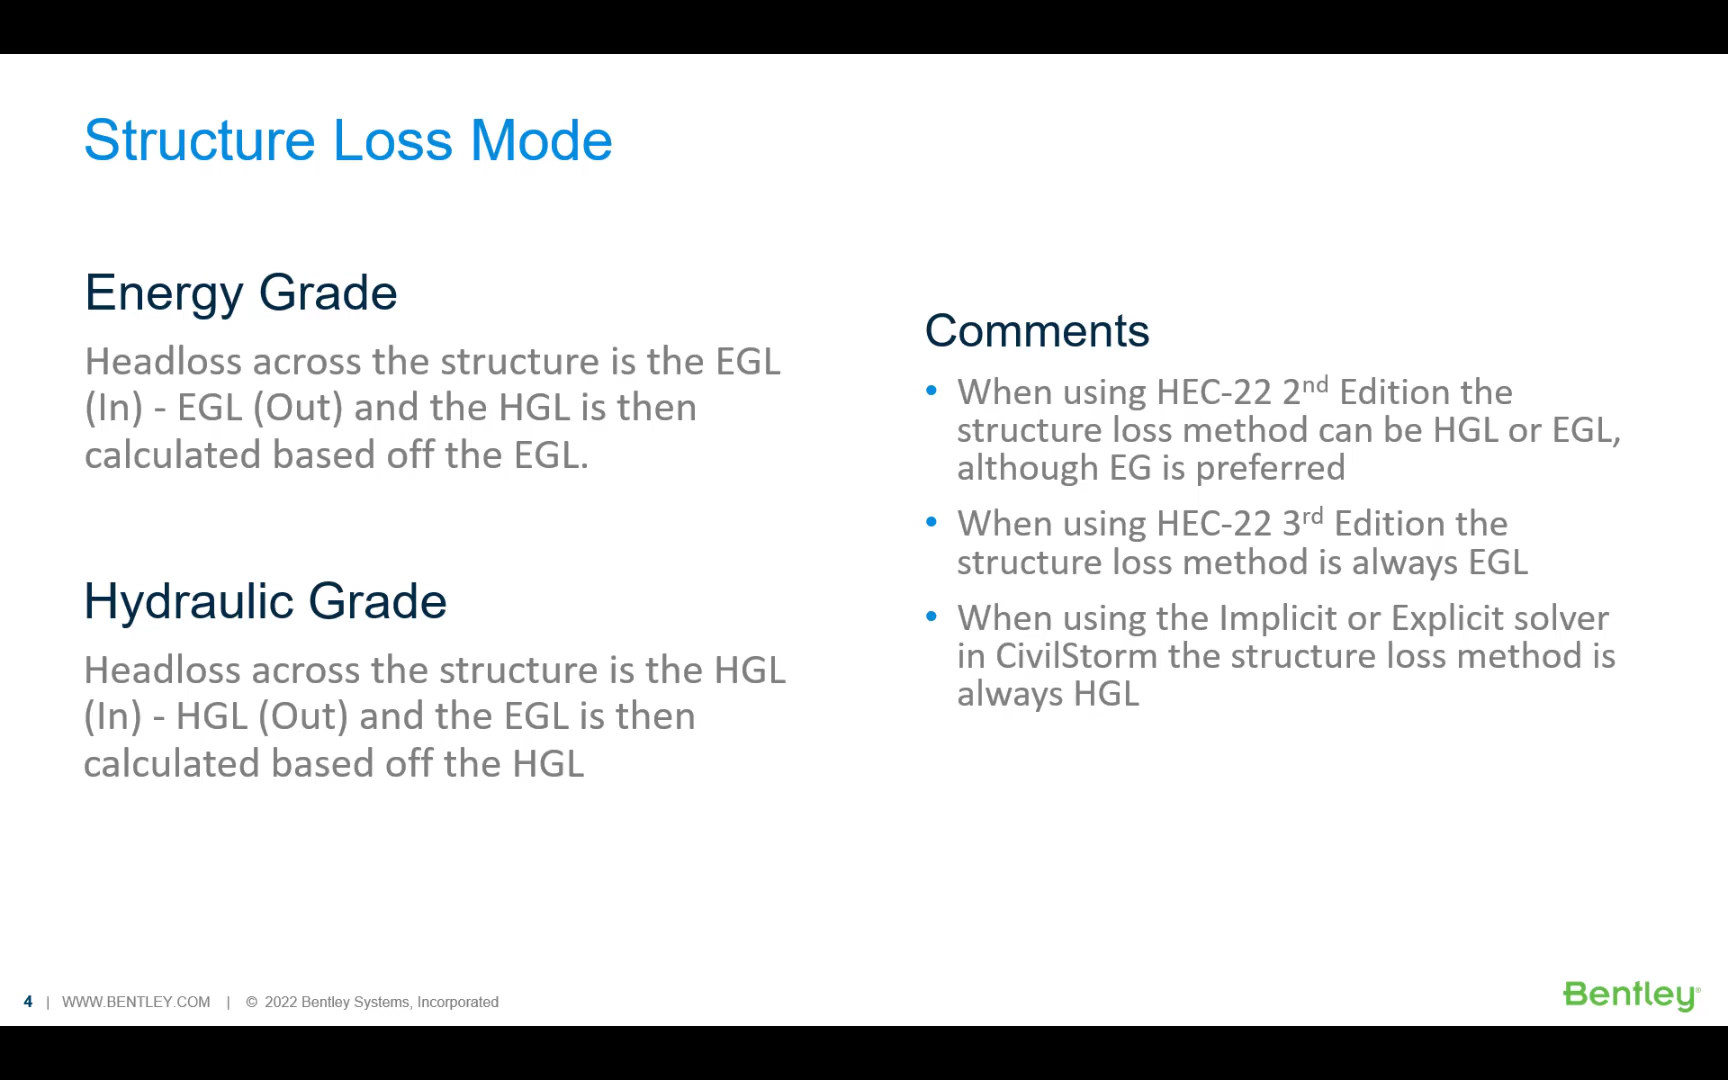 Structure Loss Mode
Energy Grade
Headloss across the structure is the EGL
(In) - EGL (Out) and the HGL is then
calculated based off the EGL.
Hydraulic Grade
Headloss across the structure is the HGL
(In) - HGL (Out) and the EGL is then
calculated based off the HGL
Comments
• When using HEC-22 2nd Edition the
structure loss method can be HGL or EGL,
although EG is preferred
• When using HEC-22 3rd Edition the
structure loss method is always EGL
• When using the Implicit or Explicit solver
in CivilStorm the structure loss method is
always HGL
4 | WWW.BENTLEY.COM | © 2022 Bentley Systems, Incorporated
Bentley®